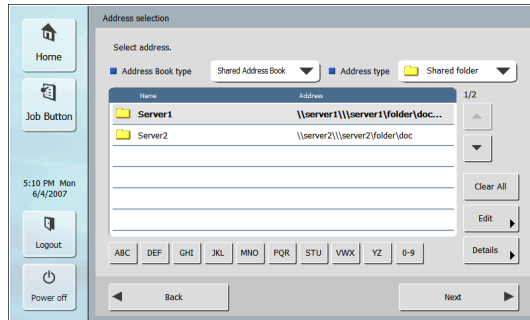 Address selection
Home
Select address.
Address Book type
Shared Address Book
Address type
Shared folder
Name
Address
1/2
Server1
\\server1\\\server1\folder\doc...
Job Button
Server2
\\server2\\\server2\folder\doc
5:10 PM Mon
6/4/2007
Clear All
Edit
Logout
ABC
DEF
GHI
JKL
MNO
PQR
STU
VWX
YZ
0-9
Details
Power off
Back
Next